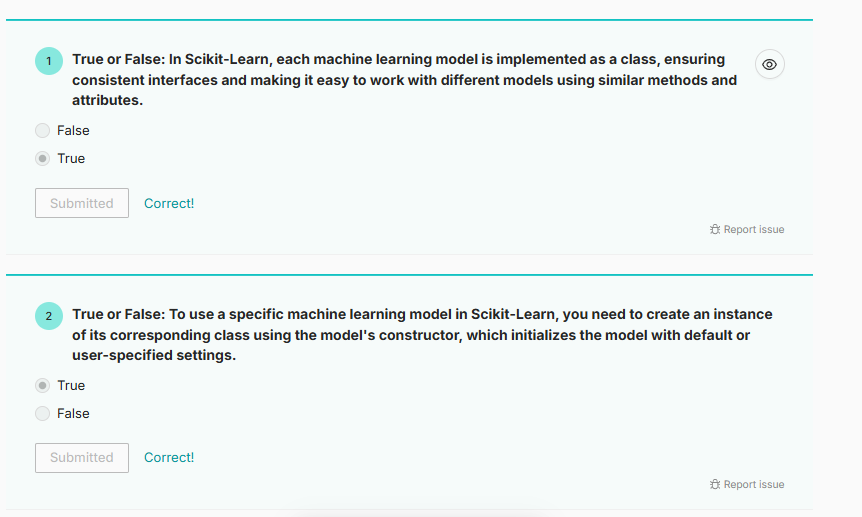 1
True or False: In Scikit-Learn, each machine learning model is implemented as a class, ensuring
consistent interfaces and making it easy to work with different models using similar methods and
attributes.
False
True
Submitted
Correct!
Report issue
2
True or False: To use a specific machine learning model in Scikit-Learn, you need to create an instance
of its corresponding class using the model's constructor, which initializes the model with default or
user-specified settings.
True
False
Submitted
Correct!
Report issue